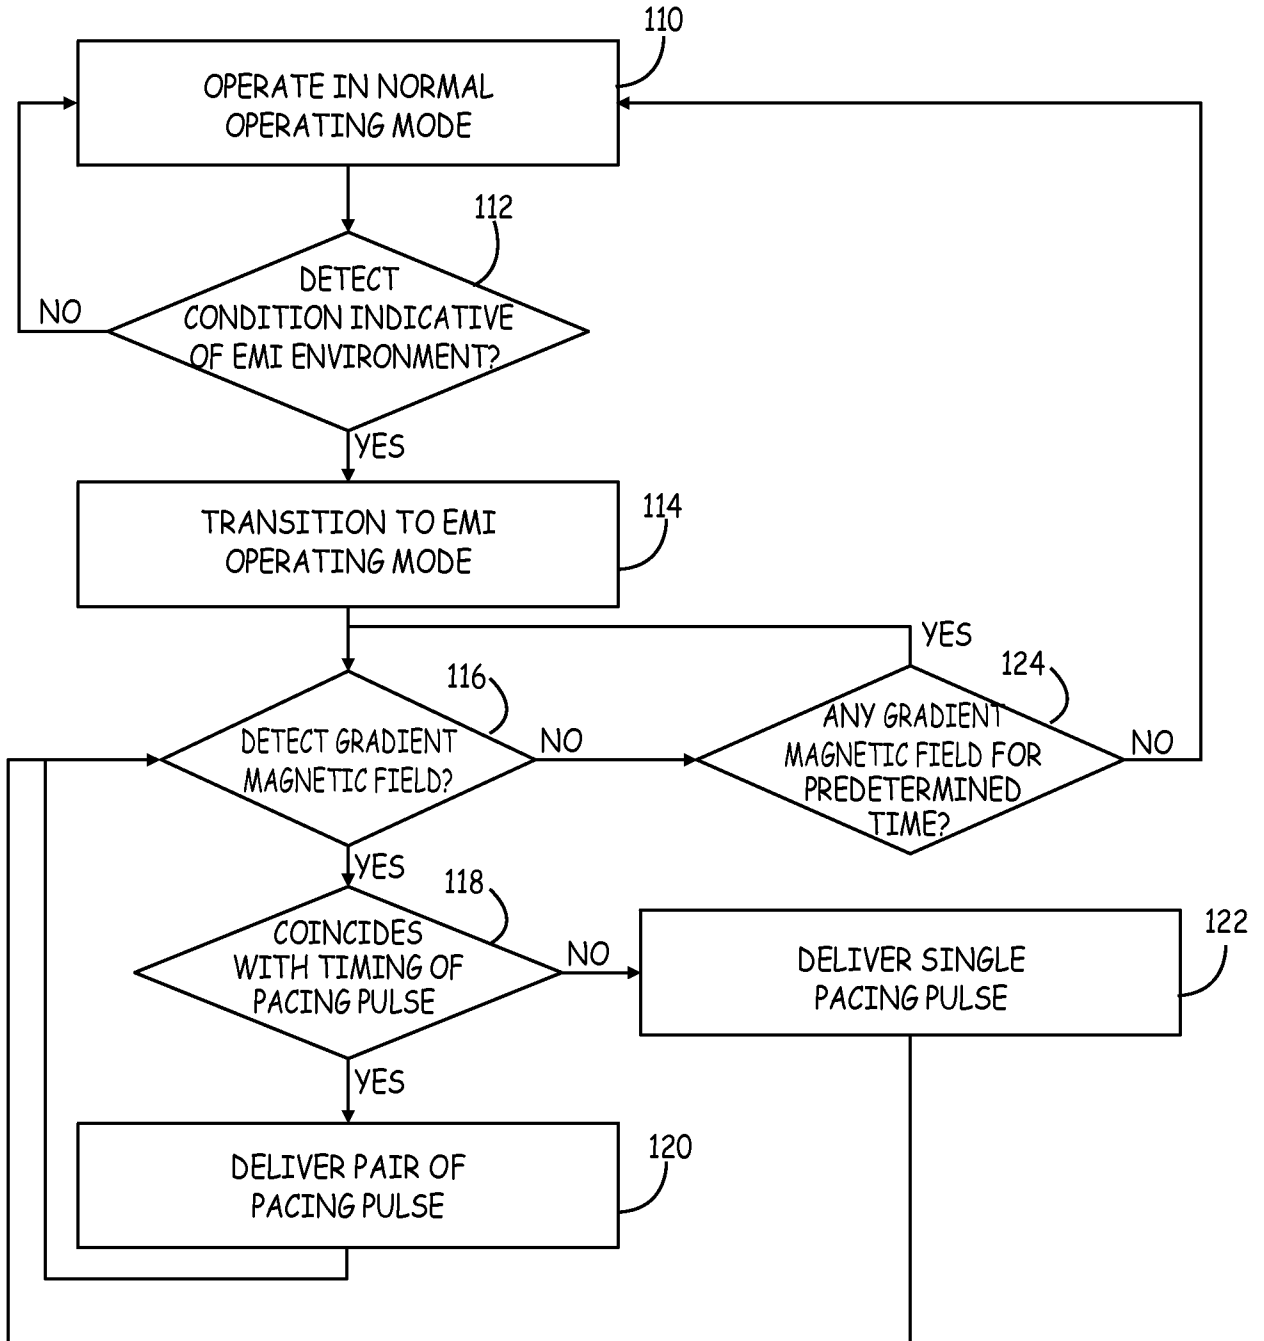 110
OPERATE IN NORMAL
OPERATING MODE
112
DETECT
CONDITION INDICATIVE
OF EMI ENVIRONMENT?
NO
YES
TRANSITION TO EMI
OPERATING MODE
114
YES
116
124
DETECT GRADIENT
MAGNETIC FIELD?
NO
ANY GRADIENT
MAGNETIC FIELD FOR
PREDETERMINED
TIME?
NO
YES
118
COINCIDES
WITH TIMING OF
PACING PULSE
NO
DELIVER SINGLE
PACING PULSE
122
YES
DELIVER PAIR OF
PACING PULSE
120